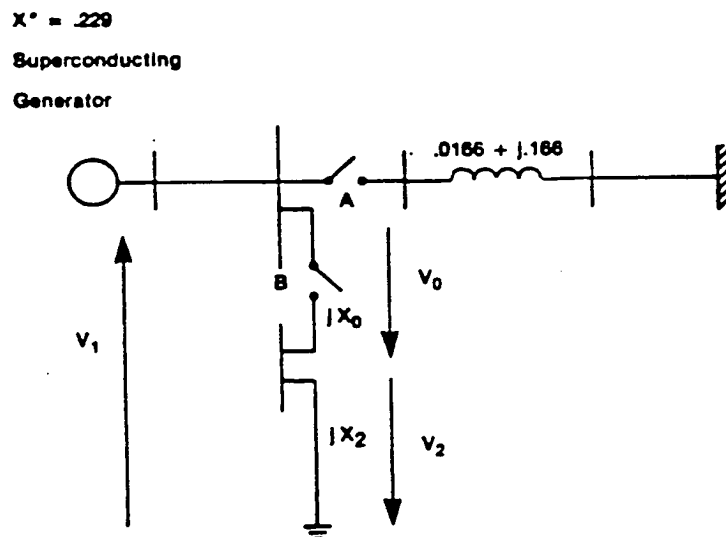 X" = .229
Superconducting
Generator
.0166 + j.166
A
B
V₀
jX₀
V₁
jX₂
V₂